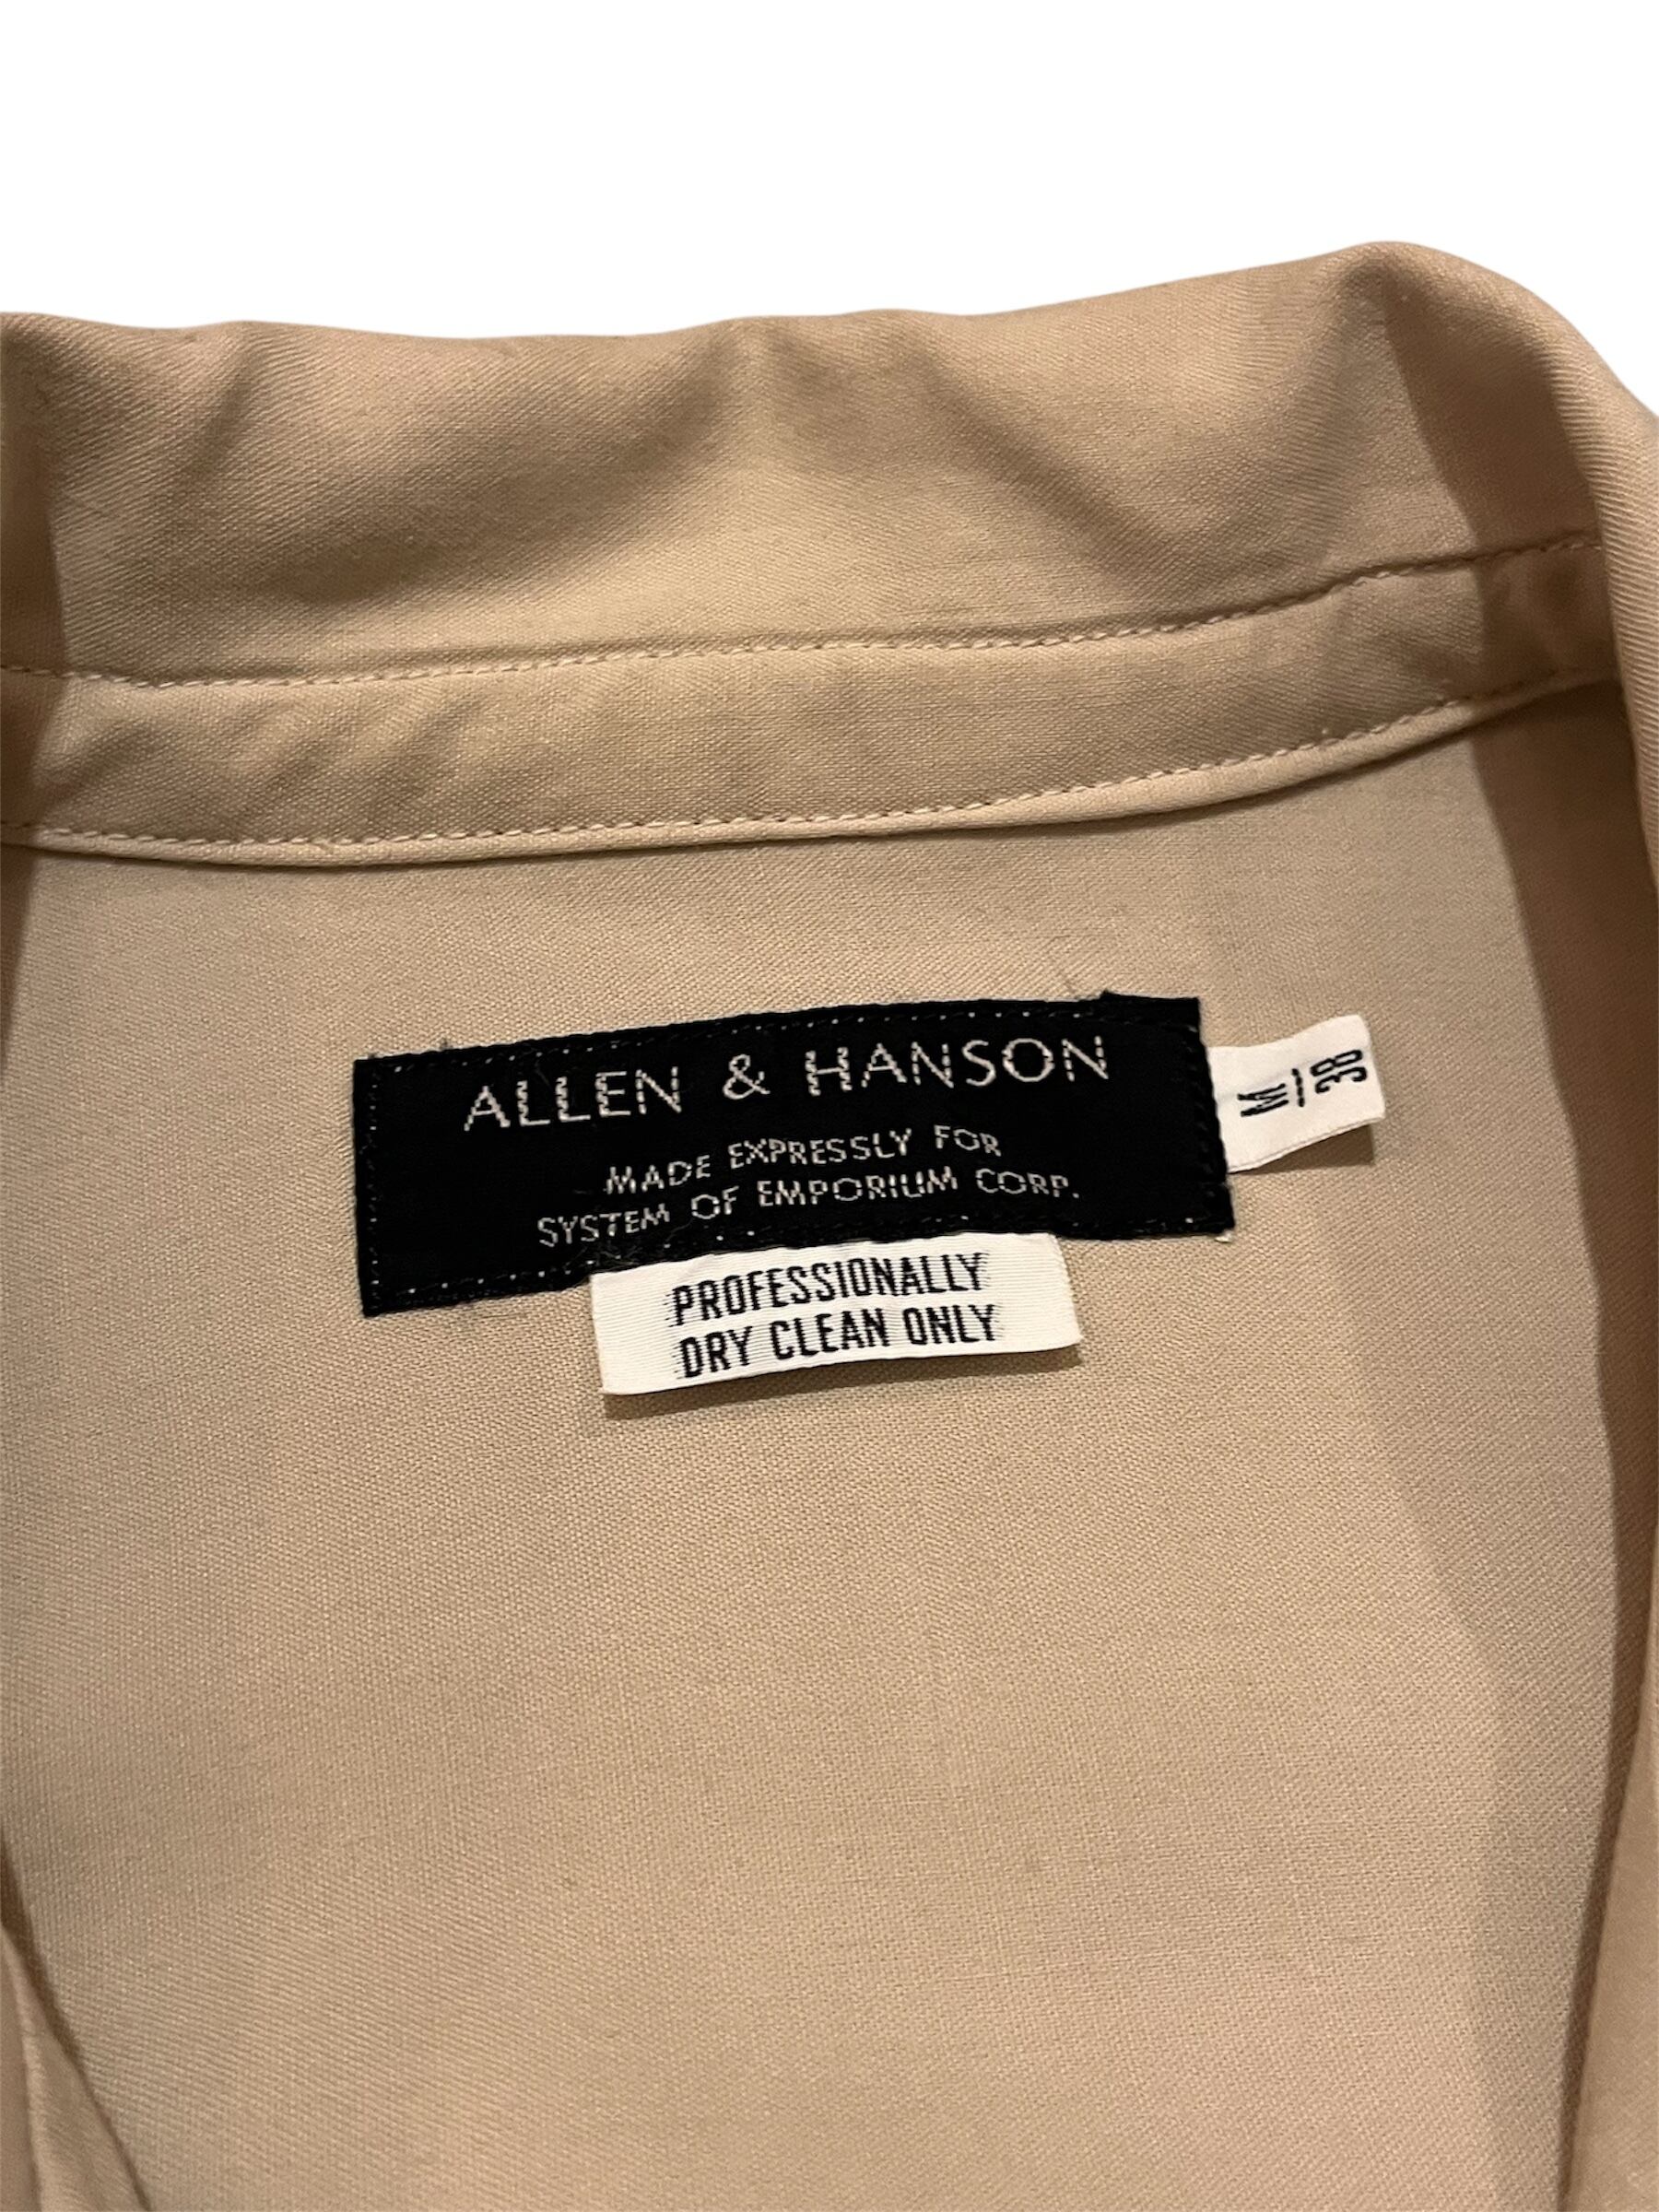 ALLEN & HANSON
MADE EXPRESSLY FOR
SYSTEM OF EMPORIUM CORP.
M/38
PROFESSIONALLY
DRY CLEAN ONLY